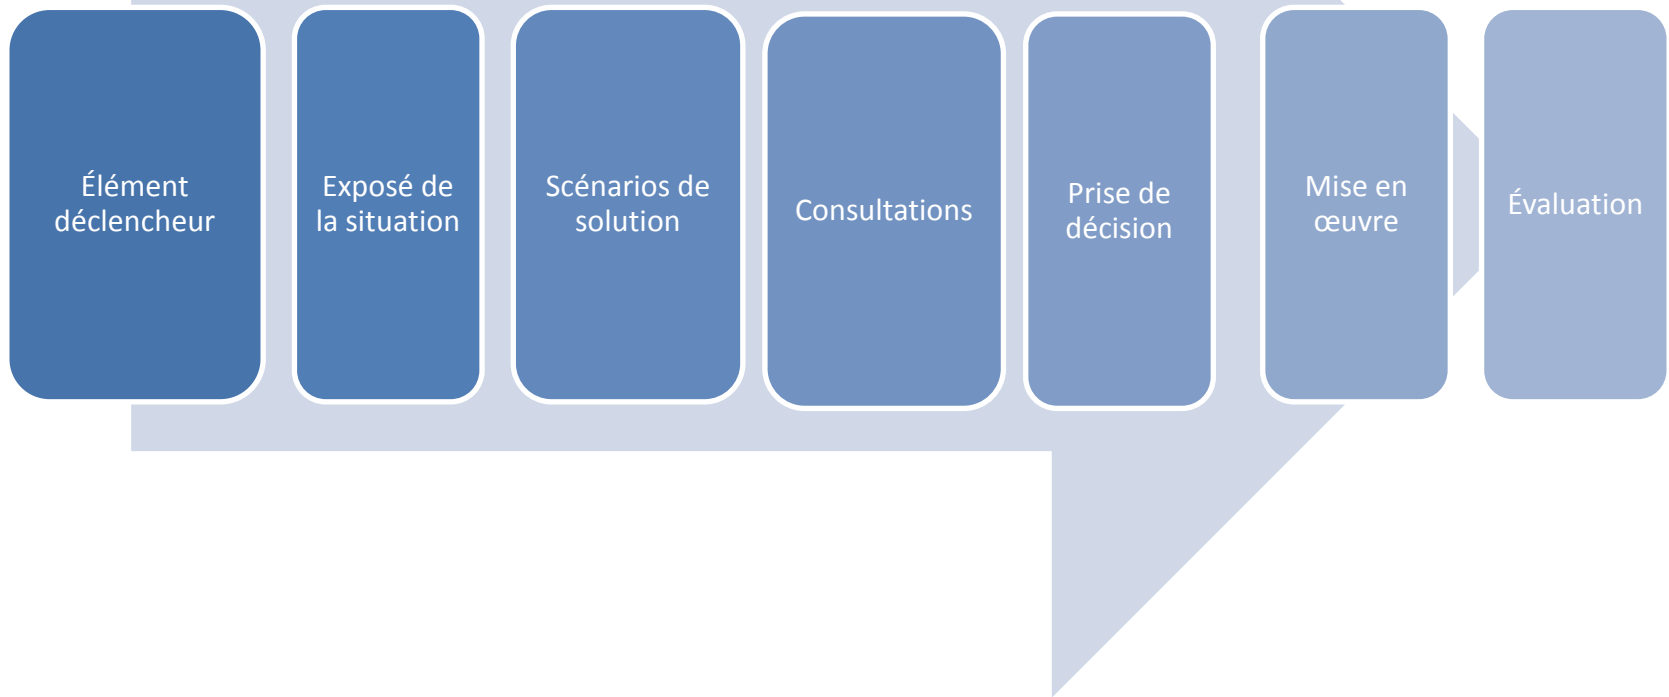 Élément
déclencheur
Exposé de
la situation
Scénarios de
solution
Consultations
Prise de
décision
Mise en
œuvre
Évaluation